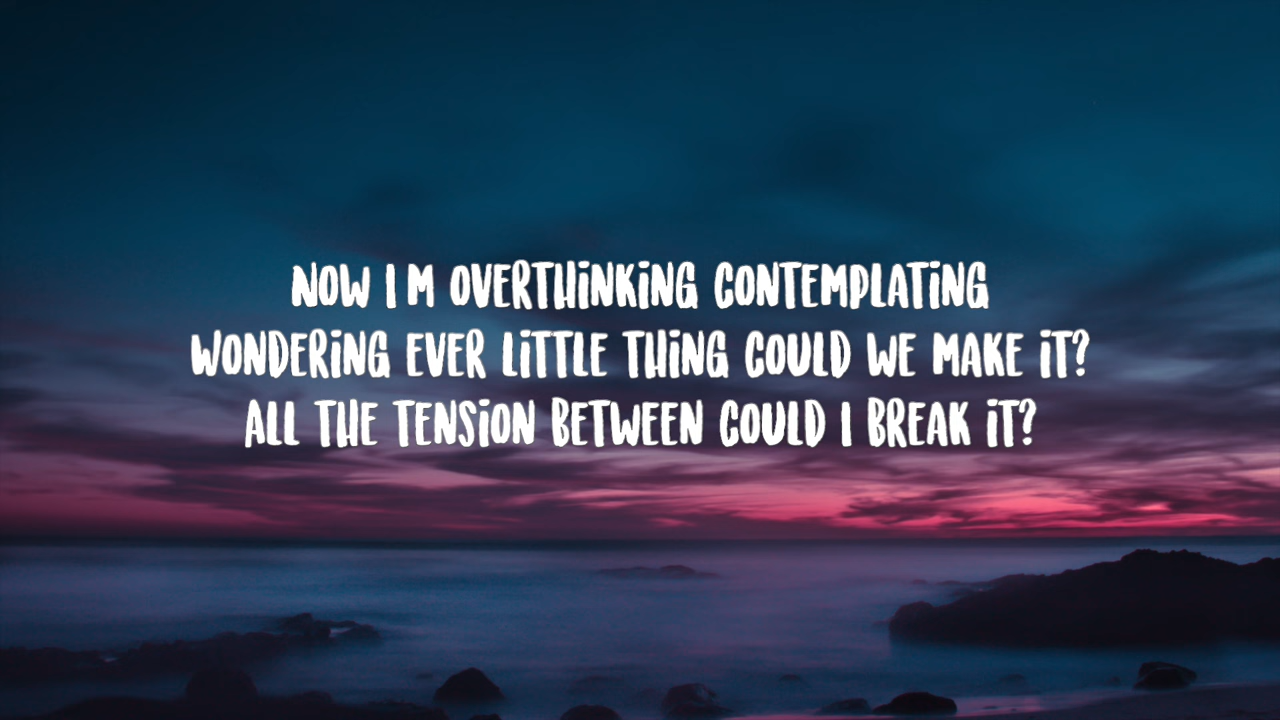 NOW I M OVERTHiNKiNG CONTEMPLATiNG
WONDERiNG EVER LiTTLE THiNG COULD WE MAKE iT?
ALL THE TENSiON BETWEEN COULD I BREAK iT?